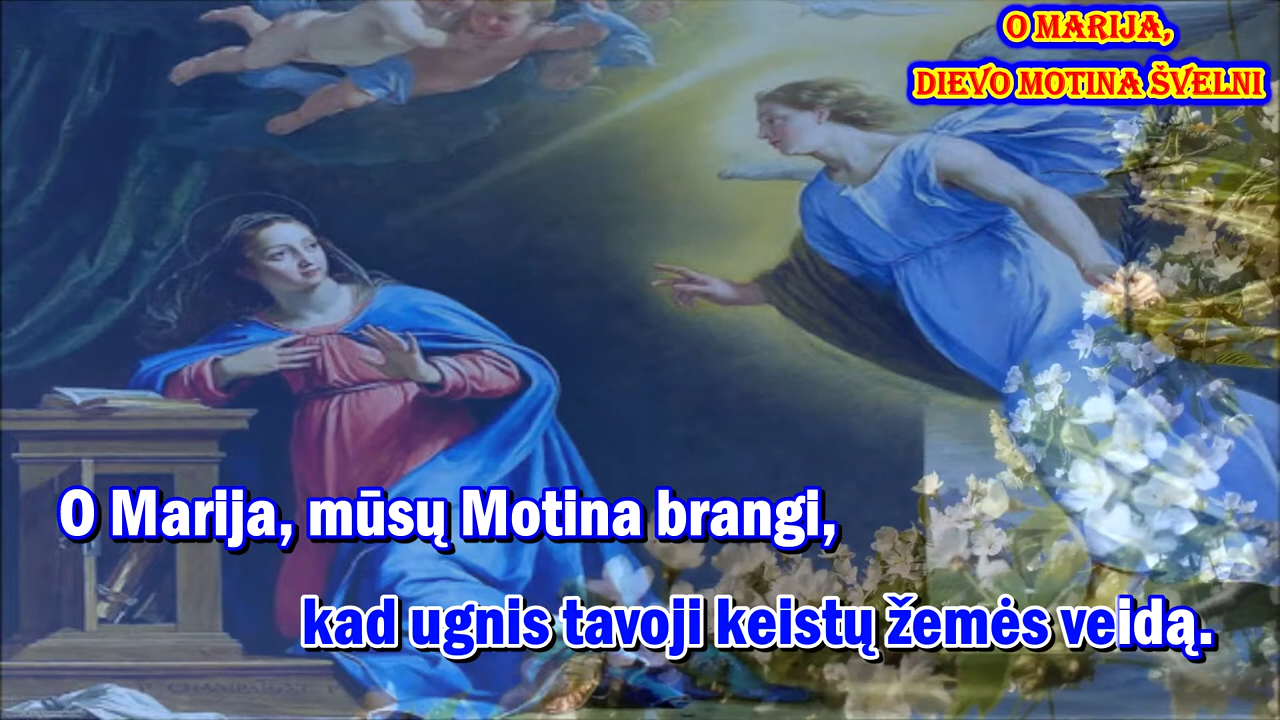 O MARIJA,
DIEVO MOTINA ŠVELNI
O Marija, mūsų Motina brangi,
kad ugnis tavoji keistų žemės veidą.